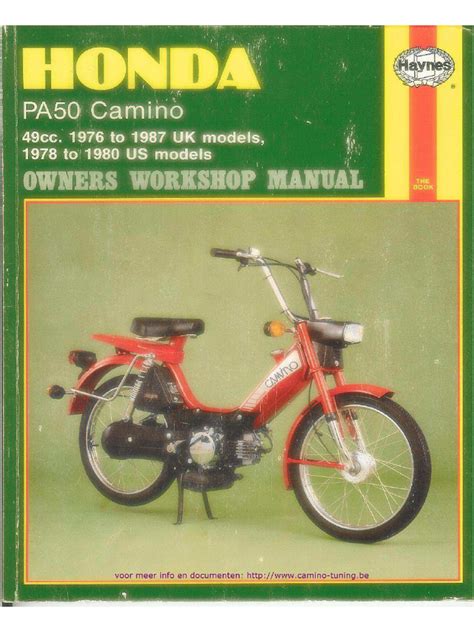 HONDA
Haynes
®
PA50 Camino
49cc. 1976 to 1987 UK models,
1978 to 1980 US models
OWNERS WORKSHOP MANUAL
THE
BOOK
CAMINO
voor meer info en documenten: http://www.camino-tuning.be